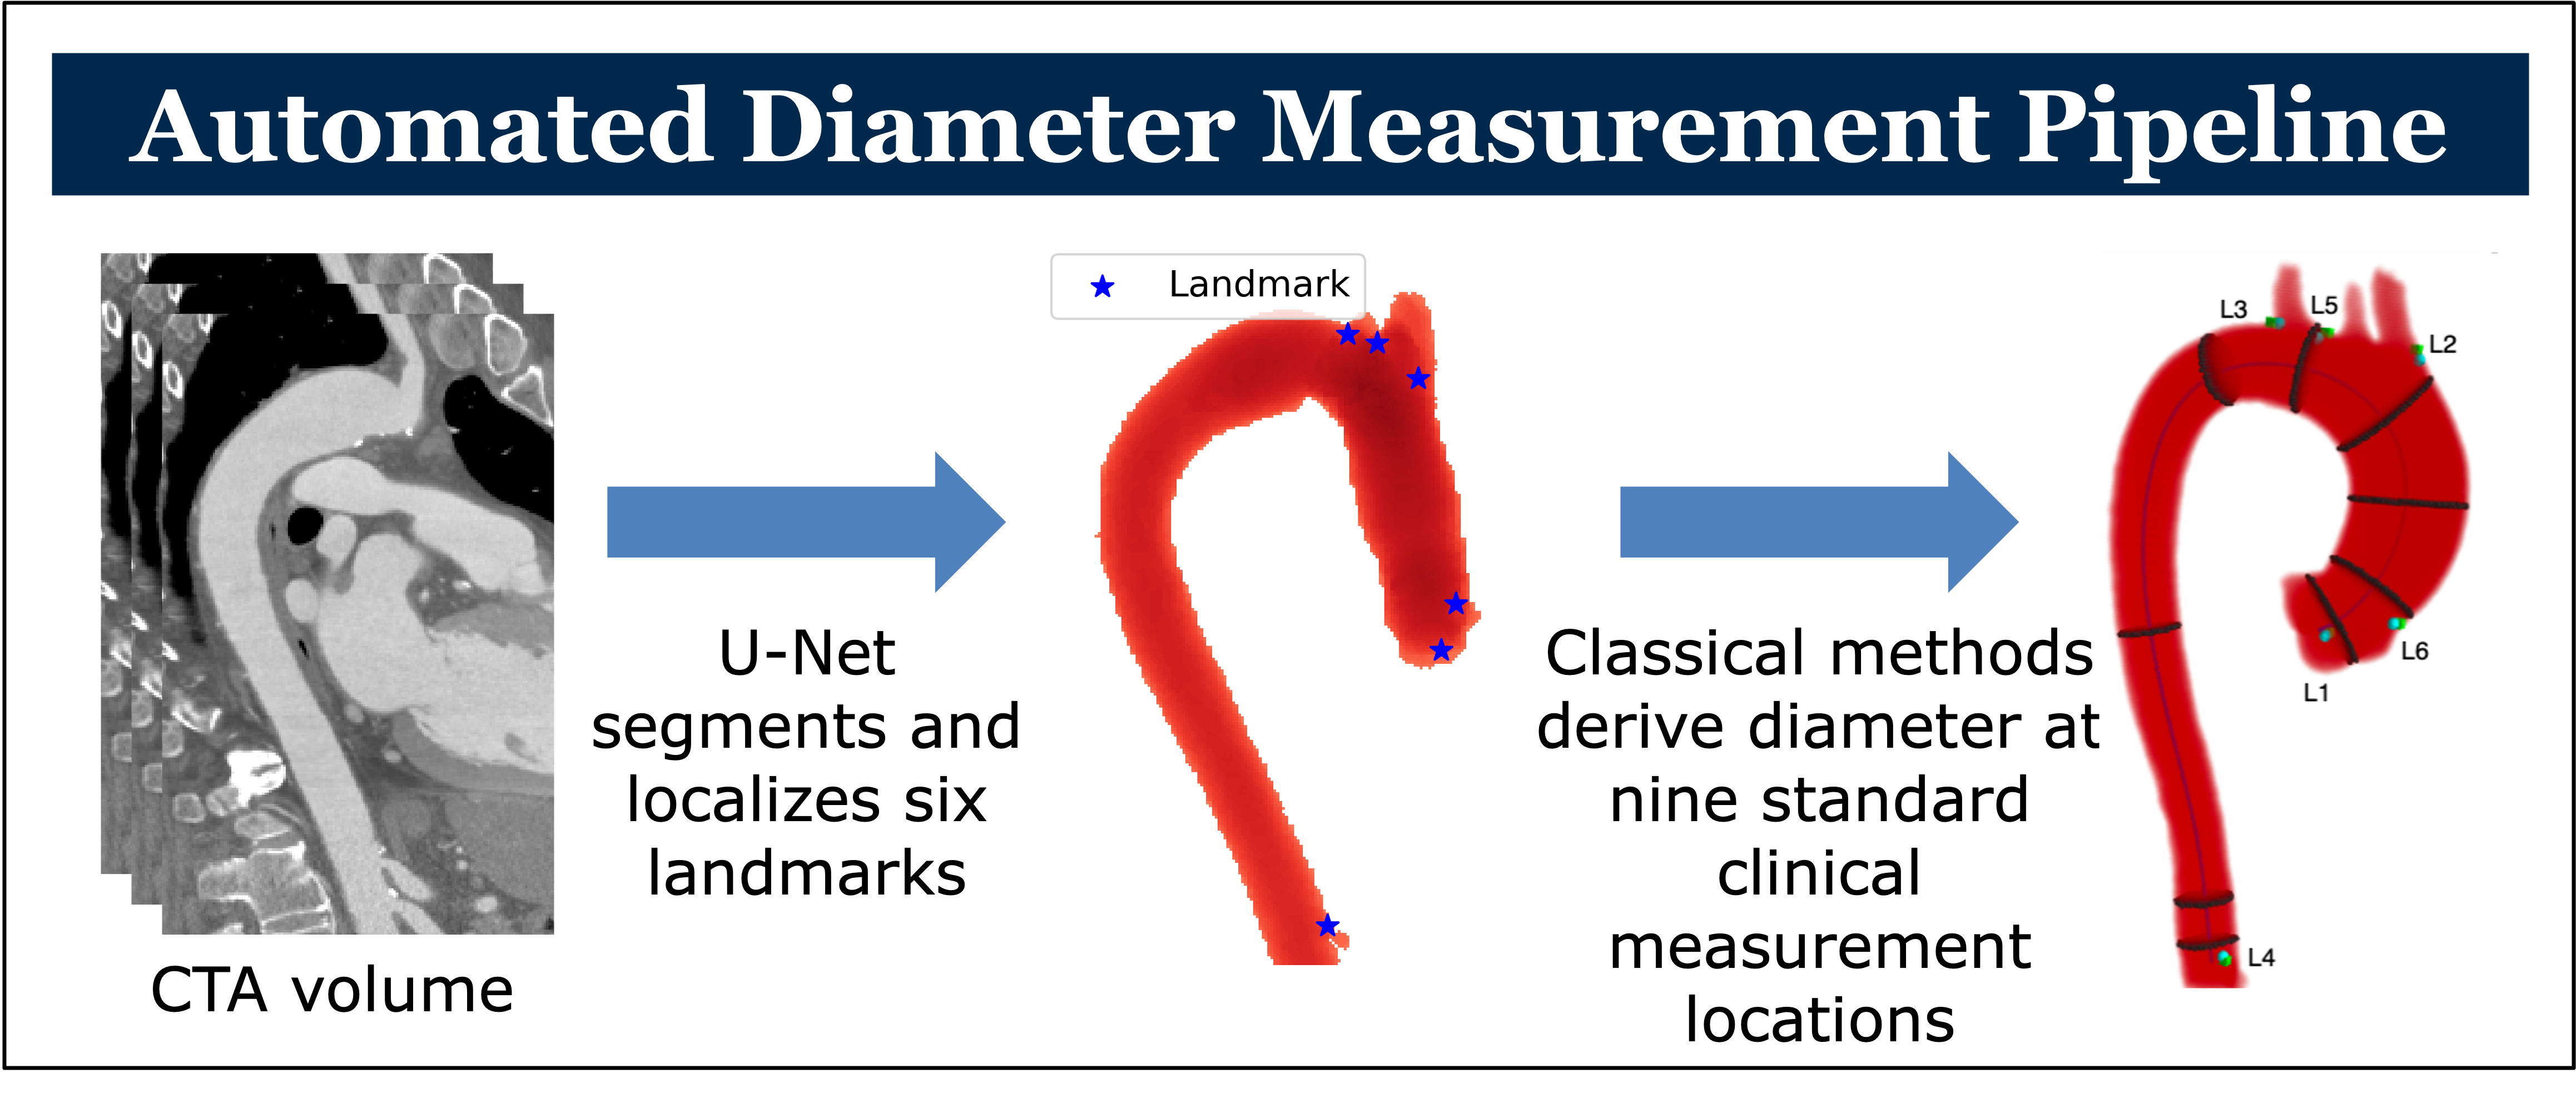 Automated Diameter Measurement Pipeline
Landmark
L3
L5
L2
L6
L1
L4
U-Net
segments and
localizes six
landmarks
Classical methods
derive diameter at
nine standard
clinical
measurement
locations
CTA volume